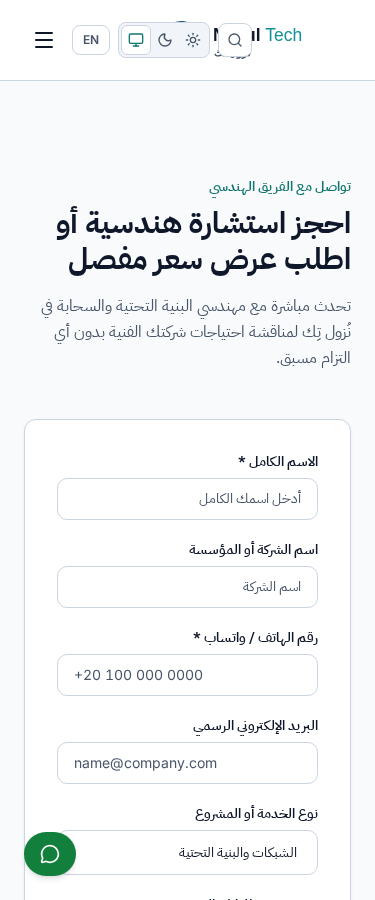 Tech
EN
تواصل مع الفريق الهندسي
احجز استشارة هندسية أو
اطلب عرض سعر مفصل
تحدث مباشرة مع مهندسي البنية التحتية والسحابة في
نُزول تِك لمناقشة احتياجات شركتك الفنية بدون أي
التزام مسبق.
الاسم الكامل *
أدخل اسمك الكامل
اسم الشركة أو المؤسسة
اسم الشركة
رقم الهاتف / واتساب *
+20 100 000 0000
البريد الإلكتروني الرسمي
name@company.com
نوع الخدمة أو المشروع
الشبكات والبنية التحتية